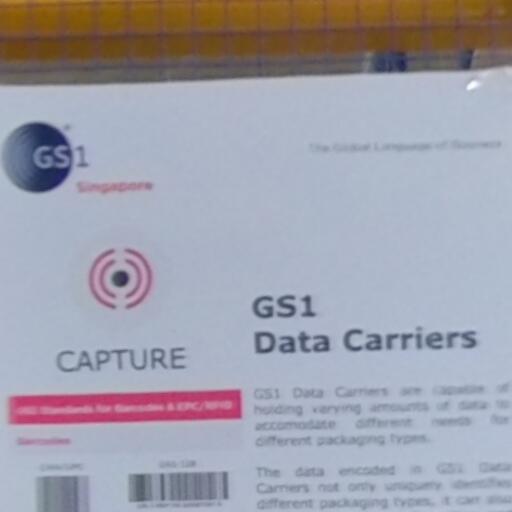 GS1
Singapore
The Global Language of Business
CAPTURE
GS1 Standards for Barcodes & EPC/RFID
Barcodes
EAN/UPC
GS1-128
GS1
Data Carriers
GS1 Data Carriers are capable of
holding varying amounts of data to
accomodate different needs for
different packaging types.
The data encoded in GS1 Data
Carriers not only uniquely identifies
different packaging types, it can also